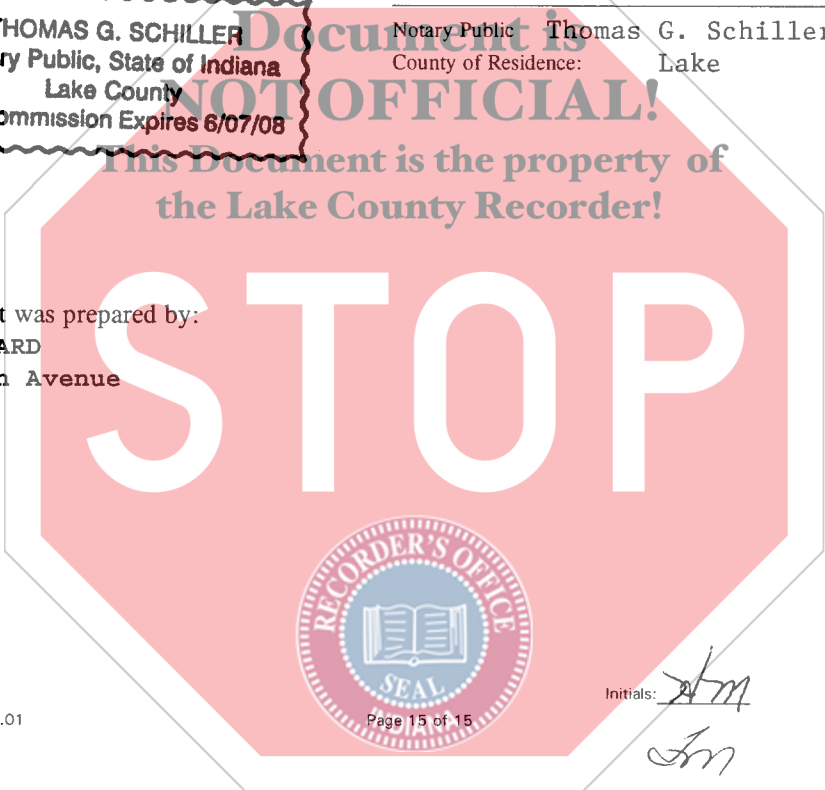 THOMAS G. SCHILLER
ry Public, State of Indiana
Lake County
ommission Expires 6/07/08
Notary Public Thomas G. Schiller
County of Residence: Lake
Document is
NOT OFFICIAL!
This Document is the property of
the Lake County Recorder!
t was prepared by:
ARD
n Avenue
STOP
RECORDER'S OFFICE
SEAL
INDIANA
Initials:
.01
Page 15 of 15